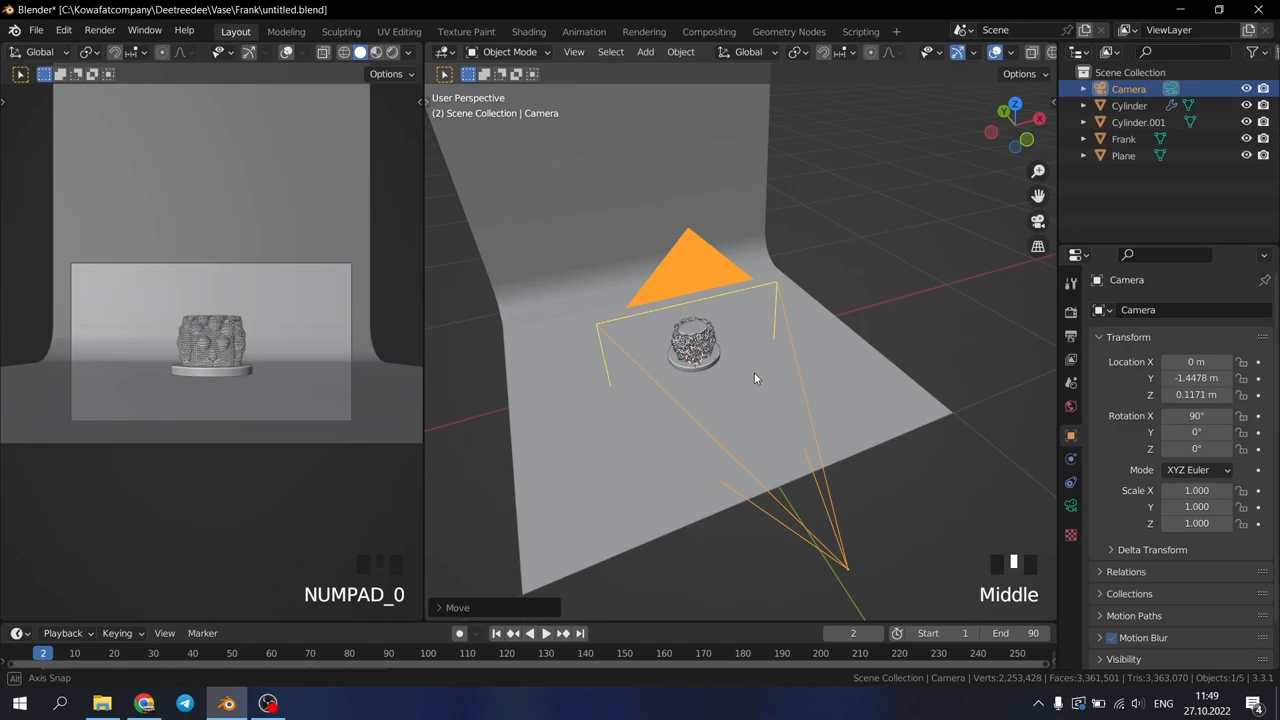 Blender* [C:\Kowafatcompany\Deetreedee\Vase\Frank\untitled.blend]
File Edit Render Window Help Layout Modeling Sculpting UV Editing Texture Paint Shading Animation Rendering Compositing Geometry Nodes Scripting + Scene ViewLayer
Global Object Mode View Select Add Object Global
Options Options
User Perspective
(2) Scene Collection | Camera
Z
Y
X
Scene Collection
Camera
Cylinder
Cylinder.001
Frank
Plane
Camera
Camera
Transform
Location X 0 m
Y -1.4478 m
Z 0.1171 m
Rotation X 90°
Y 0°
Z 0°
Mode XYZ Euler
Scale X 1.000
Y 1.000
Z 1.000
Delta Transform
Relations
Collections
Motion Paths
Motion Blur
Visibility
NUMPAD_0
Middle
Move
Playback Keying View Marker 2 Start 1 End 90
2 10 20 30 40 50 60 70 80 90 100 110 120 130 140 150 160 170 180 190 200 210 220 230 240 250
Alt Axis Snap
Scene Collection | Camera | Verts:2,253,428 | Faces:3,361,501 | Tris:3,363,070 | Objects:1/5 | 3.3.1
ENG
11:49
27.10.2022
4